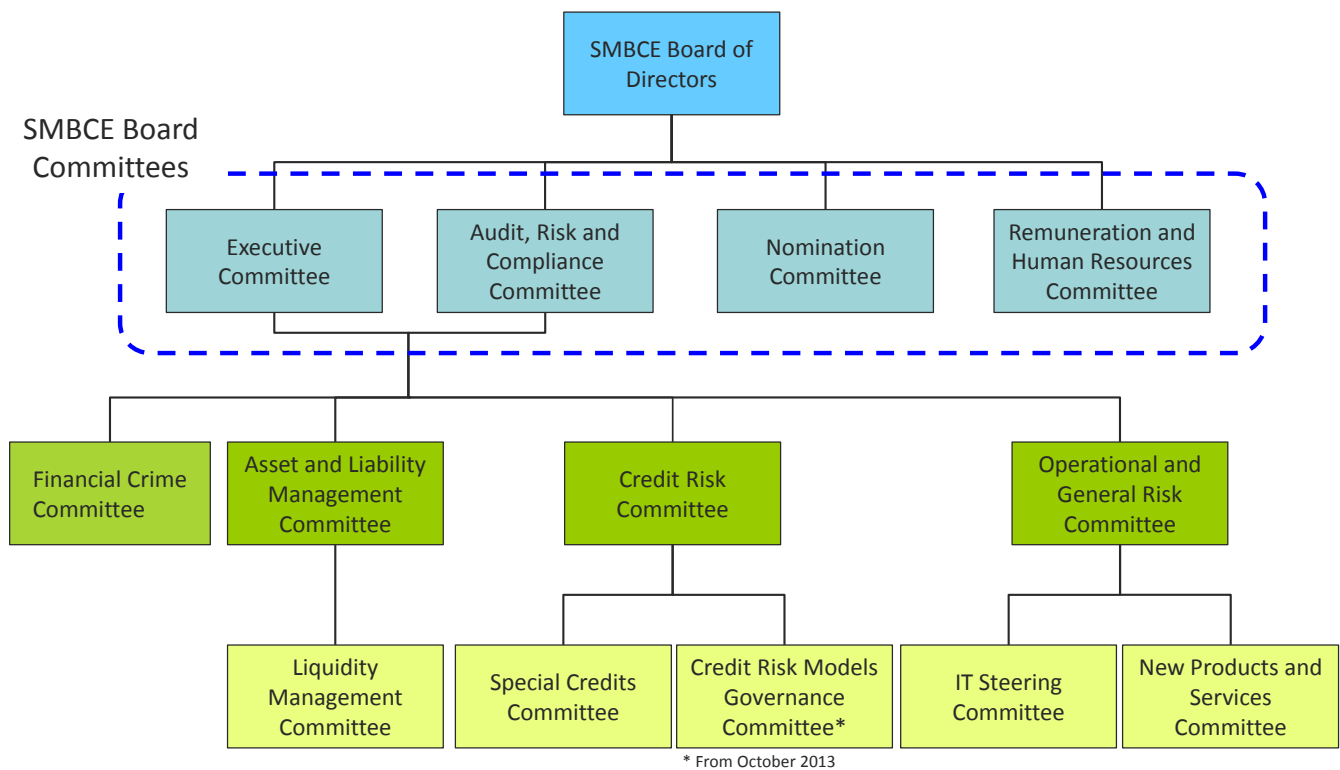 SMBCE Board of
Directors
SMBCE Board
Committees
Executive
Committee
Audit, Risk and
Compliance
Committee
Nomination
Committee
Remuneration and
Human Resources
Committee
Financial Crime
Committee
Asset and Liability
Management
Committee
Credit Risk
Committee
Operational and
General Risk
Committee
Liquidity
Management
Committee
Special Credits
Committee
Credit Risk Models
Governance
Committee*
IT Steering
Committee
New Products and
Services
Committee
* From October 2013